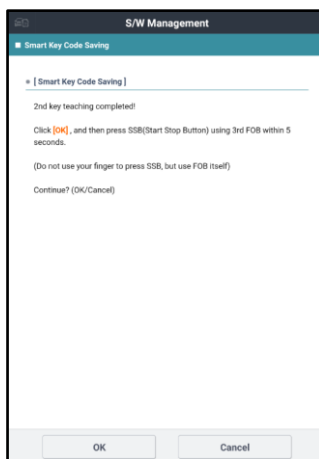 S/W Management
Smart Key Code Saving
[ Smart Key Code Saving ]
2nd key teaching completed!
Click [OK] , and then press SSB(Start Stop Button) using 3rd FOB within 5
seconds.
(Do not use your finger to press SSB, but use FOB itself)
Continue? (OK/Cancel)
OK Cancel